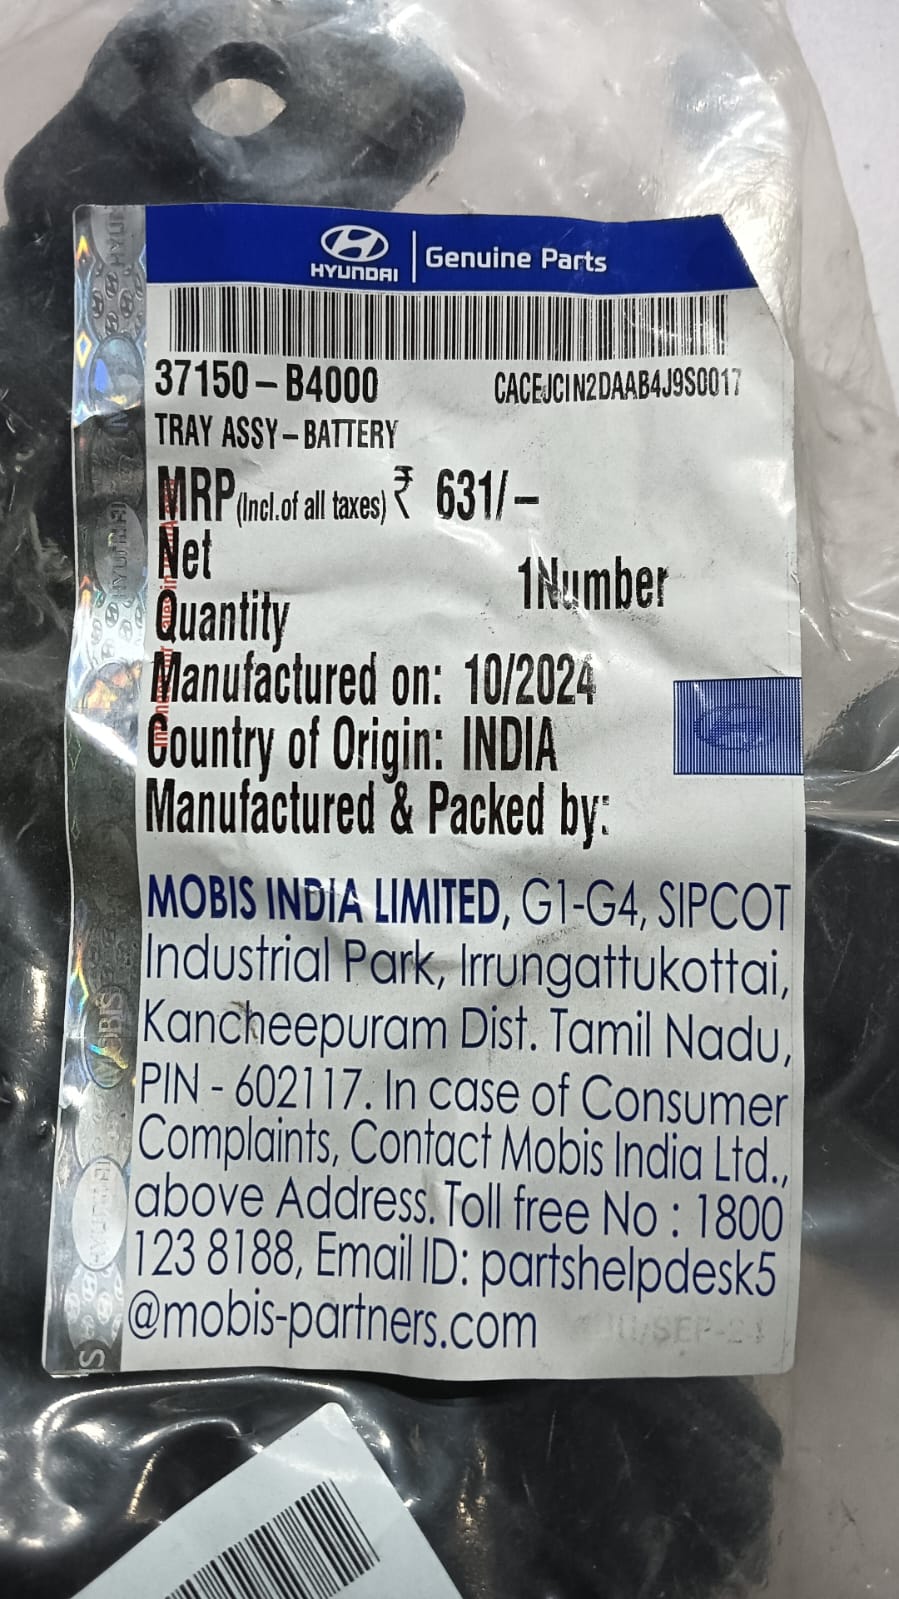 HYUNDAI | Genuine Parts
37150-B4000 CACEJCIN2DAAB4J9S0017
TRAY ASSY-BATTERY
MRP(Incl.of all taxes) ₹ 631/-
Net
Quantity 1Number
Manufactured on: 10/2024
Country of Origin: INDIA
Manufactured & Packed by:
MOBIS INDIA LIMITED, G1-G4, SIPCOT
Industrial Park, Irrungattukottai,
Kancheepuram Dist. Tamil Nadu,
PIN - 602117. In case of Consumer
Complaints, Contact Mobis India Ltd.,
above Address. Toll free No : 1800
123 8188, Email ID: partshelpdesk5
@mobis-partners.com
HYUNDAI
MOBIS
HYUNDAI